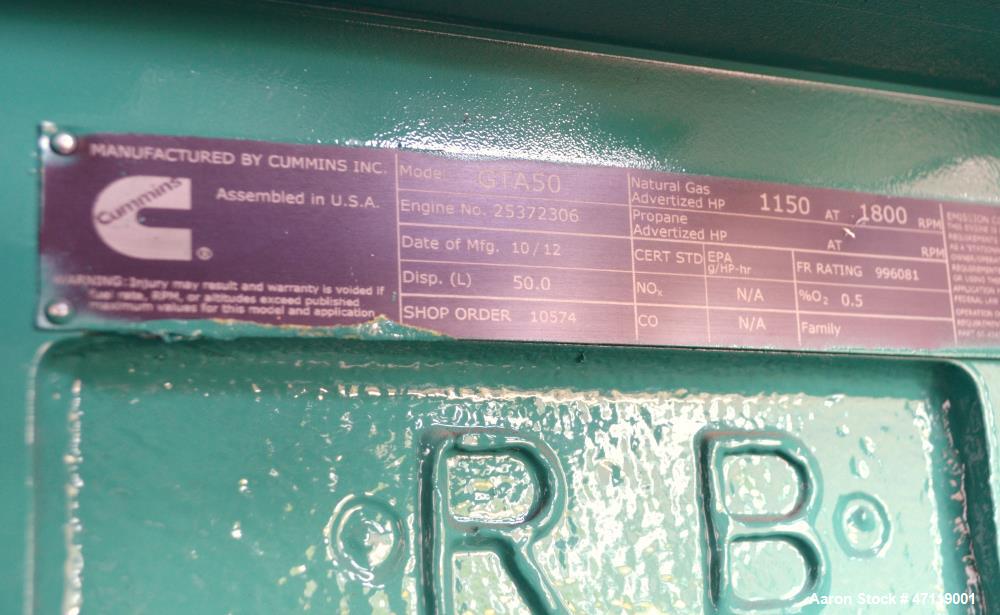 MANUFACTURED BY CUMMINS INC.
Cummins
®
Assembled in U.S.A.
WARNING: Injury may result and warranty is voided if
fuel rate, RPM, or altitudes exceed published
maximum values for this model and application
Model GTA50
Engine No. 25372306
Date of Mfg. 10/12
Disp. (L) 50.0
SHOP ORDER 10574
Natural Gas
Advertized HP 1150 AT 1800 RPM
Propane
Advertized HP AT RPM
CERT STD EPA
g/HP-hr
FR RATING 996081
NOx N/A
%O2 0.5
CO N/A
Family
R B
Aaron Stock # 47119001